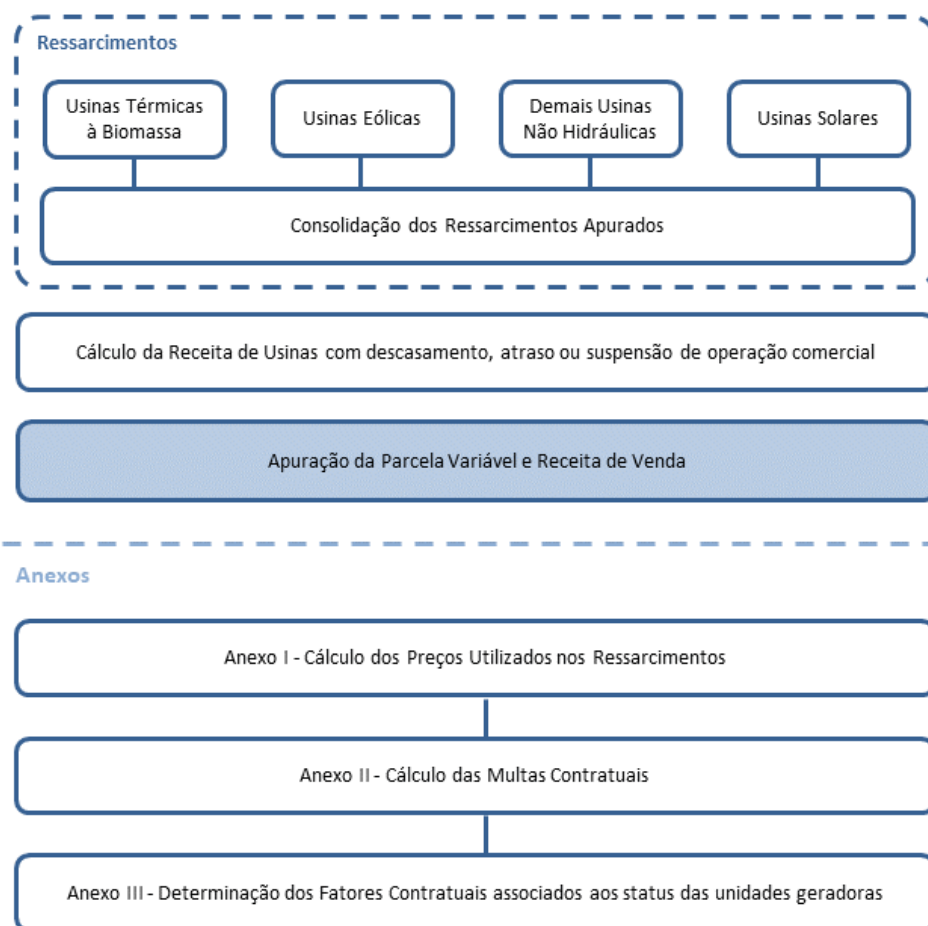 Ressarcimentos
Usinas Térmicas
à Biomassa
Usinas Eólicas
Demais Usinas
Não Hidráulicas
Usinas Solares
Consolidação dos Ressarcimentos Apurados
Cálculo da Receita de Usinas com descasamento, atraso ou suspensão de operação comercial
Apuração da Parcela Variável e Receita de Venda
Anexos
Anexo I - Cálculo dos Preços Utilizados nos Ressarcimentos
Anexo II - Cálculo das Multas Contratuais
Anexo III - Determinação dos Fatores Contratuais associados aos status das unidades geradoras